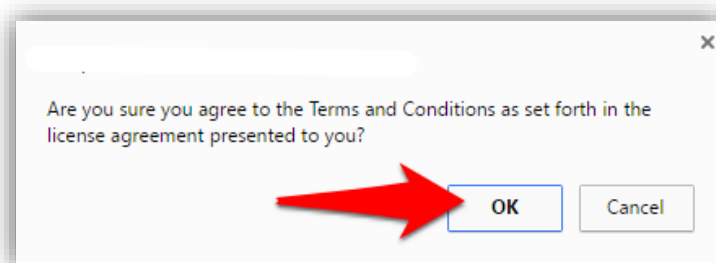 Are you sure you agree to the Terms and Conditions as set forth in the
license agreement presented to you?
OK Cancel